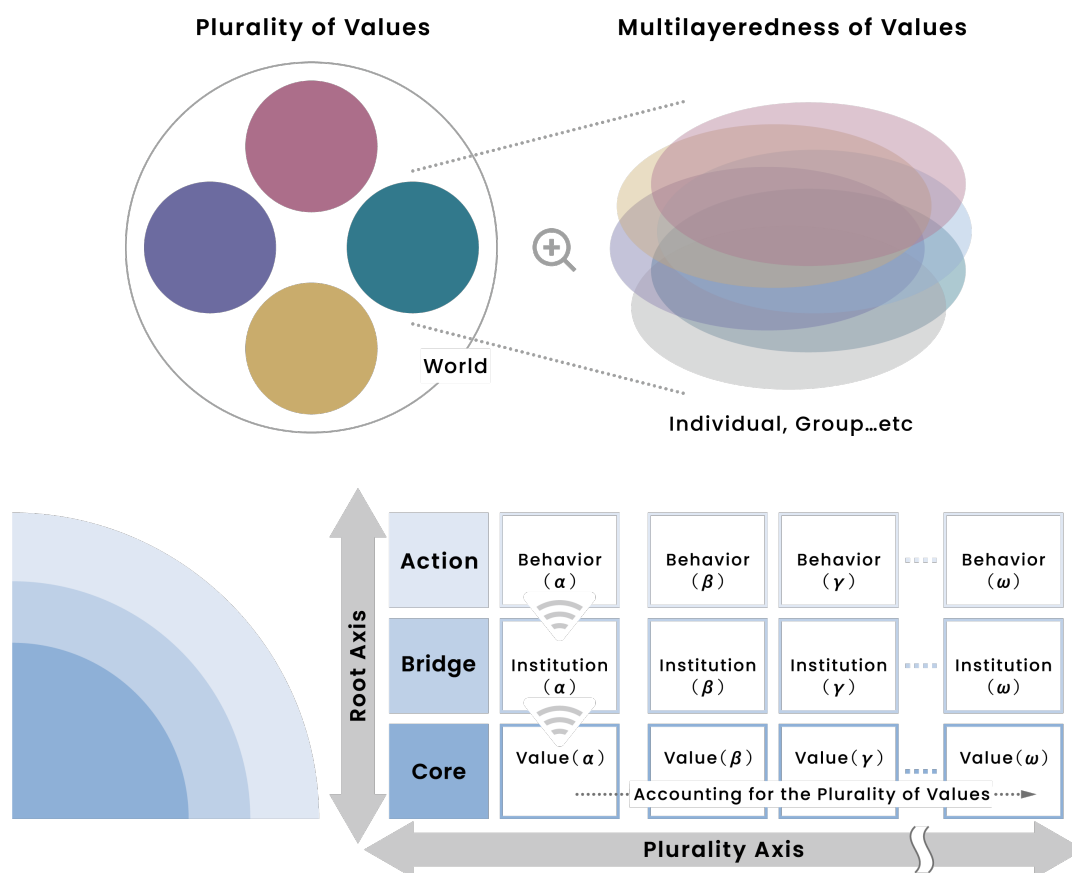 Plurality of Values
Multilayeredness of Values
World
Individual, Group...etc
Root Axis
Action
Behavior
(α)
Behavior
(β)
Behavior
(γ)
Behavior
(ω)
Bridge
Institution
(α)
Institution
(β)
Institution
(γ)
Institution
(ω)
Core
Value(α)
Value(β)
Value(γ)
Value(ω)
Accounting for the Plurality of Values
Plurality Axis